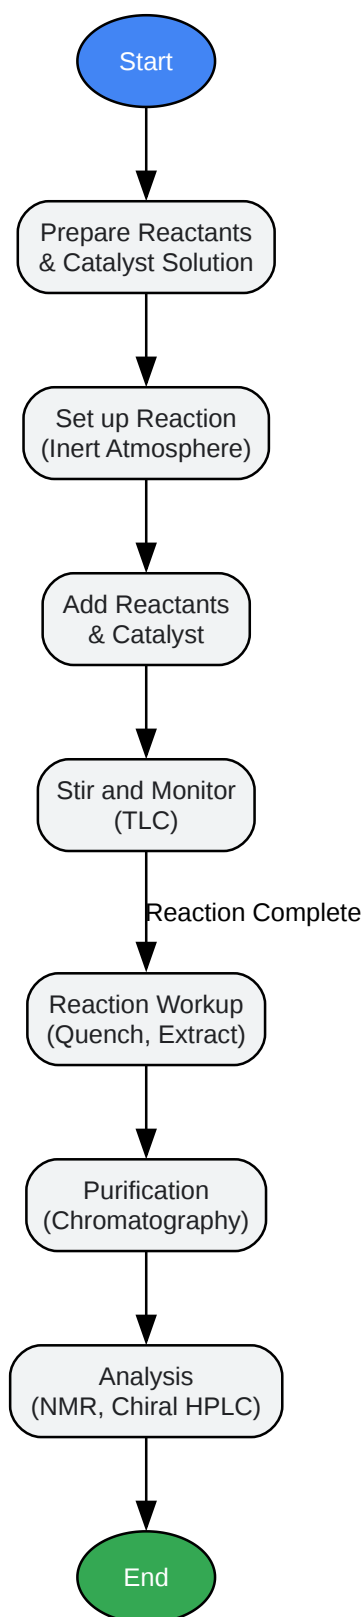 Start
Prepare Reactants
& Catalyst Solution
Set up Reaction
(Inert Atmosphere)
Add Reactants
& Catalyst
Stir and Monitor
(TLC)
Reaction Complete
Reaction Workup
(Quench, Extract)
Purification
(Chromatography)
Analysis
(NMR, Chiral HPLC)
End